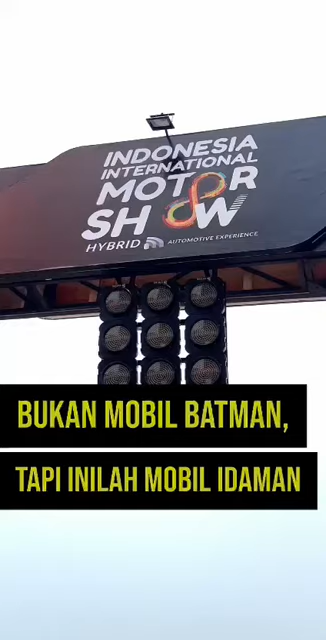 INDONESIA
INTERNATIONAL
MOTOR
SHOW
HYBRID AUTOMOTIVE EXPERIENCE
BUKAN MOBIL BATMAN,
TAPI INILAH MOBIL IDAMAN